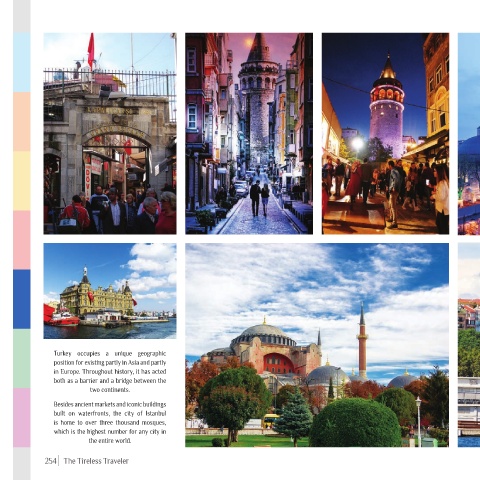 Turkey occupies a unique geographic
position for existing partly in Asia and partly
in Europe. Throughout history, it has acted
both as a barrier and a bridge between the
two continents.
Besides ancient markets and iconic buildings
built on waterfronts, the city of Istanbul
is home to over three thousand mosques,
which is the highest number for any city in
the entire world.
254 | The Tireless Traveler